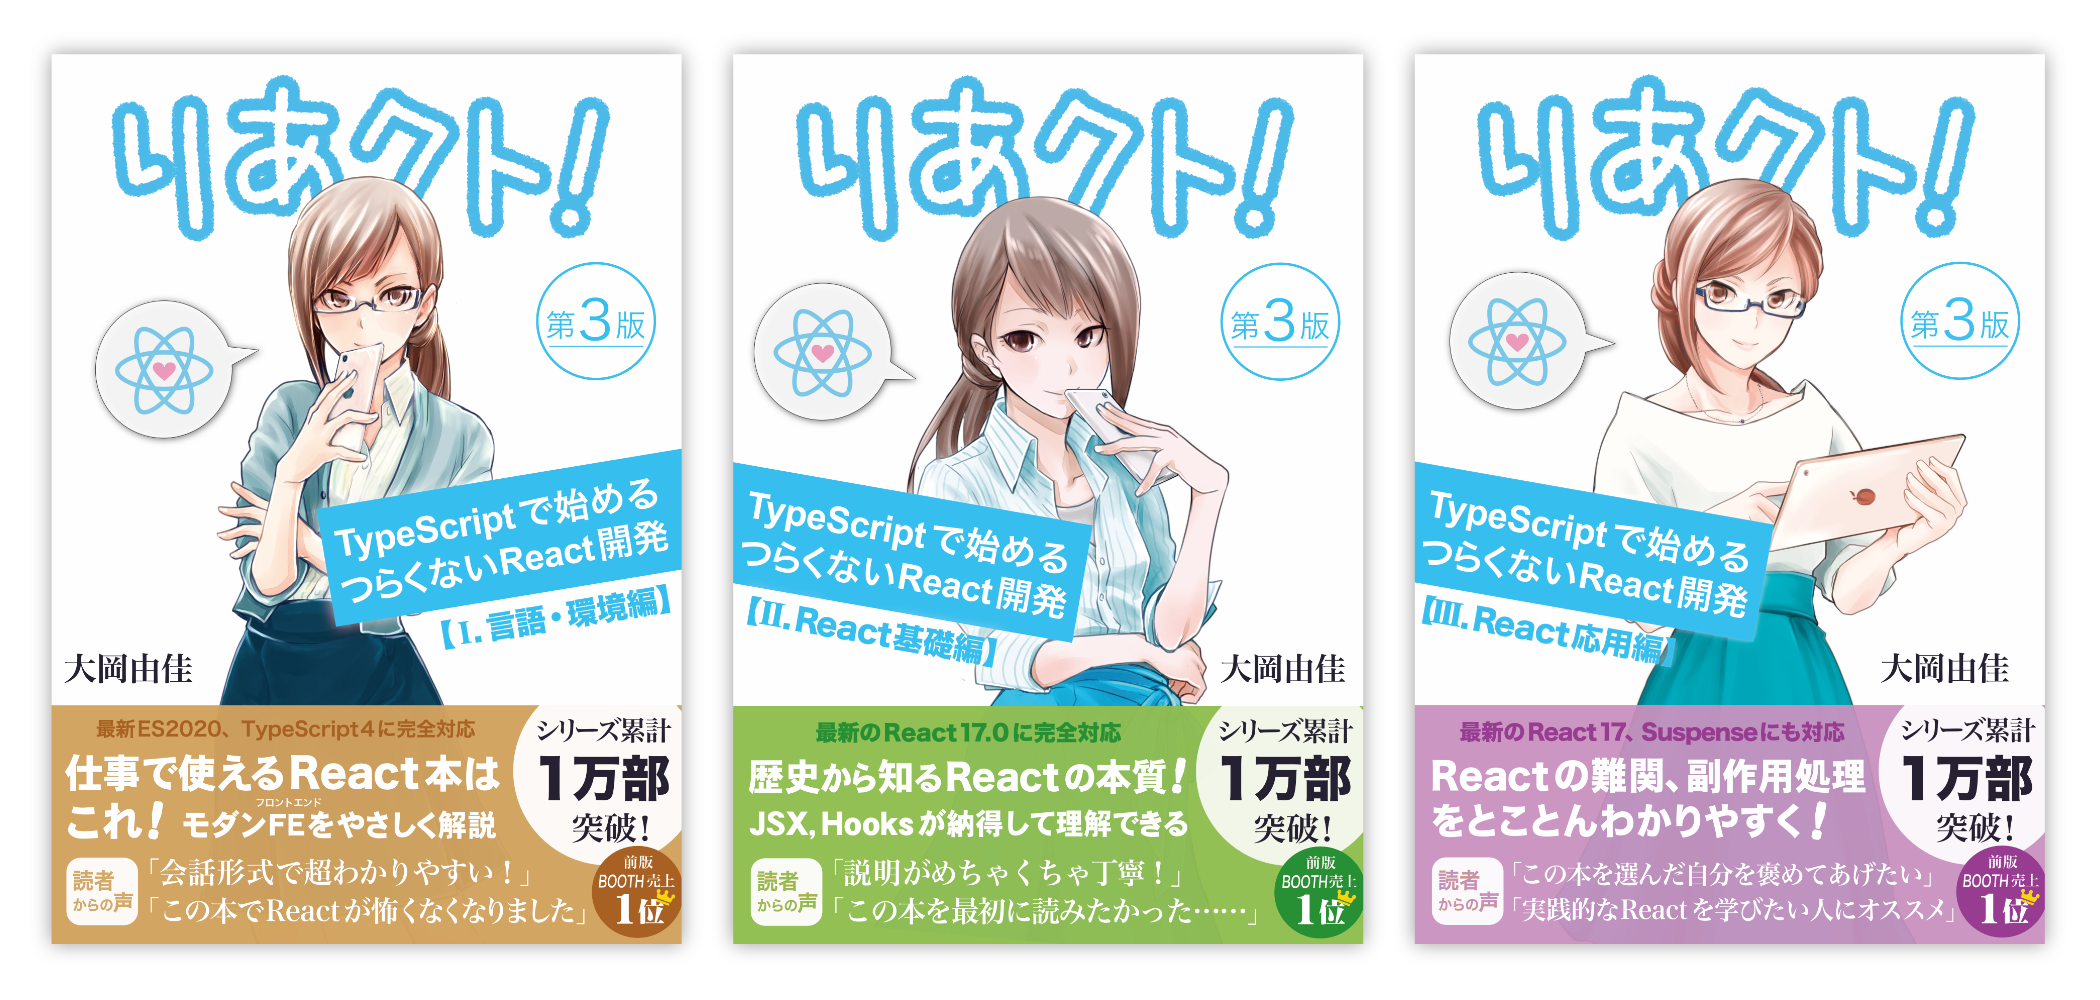 りあクト!
第3版
TypeScriptで始める
つらくないReact開発
【I.言語・環境編】
大岡由佳
最新ES2020、TypeScript4に完全対応
仕事で使えるReact本は
これ！モダンFEをやさしく解説
フロントエンド
シリーズ累計
1万部
突破！
読者
からの声
「会話形式で超わかりやすい！」
「この本でReactが怖くなくなりました」
前版
BOOTH売上
1位
りあクト!
第3版
TypeScriptで始める
つらくないReact開発
【II.React基礎編】
大岡由佳
最新のReact17.0に完全対応
歴史から知るReactの本質！
JSX, Hooksが納得して理解できる
シリーズ累計
1万部
突破！
読者
からの声
「説明がめちゃくちゃ丁寧！」
「この本を最初に読みたかった……」
前版
BOOTH売上
1位
りあクト!
第3版
TypeScriptで始める
つらくないReact開発
【III.React応用編】
大岡由佳
最新のReact17、Suspenseにも対応
Reactの難関、副作用処理
をとことんわかりやすく！
シリーズ累計
1万部
突破！
読者
からの声
「この本を選んだ自分を褒めてあげたい」
「実践的なReactを学びたい人にオススメ」
前版
BOOTH売上
1位